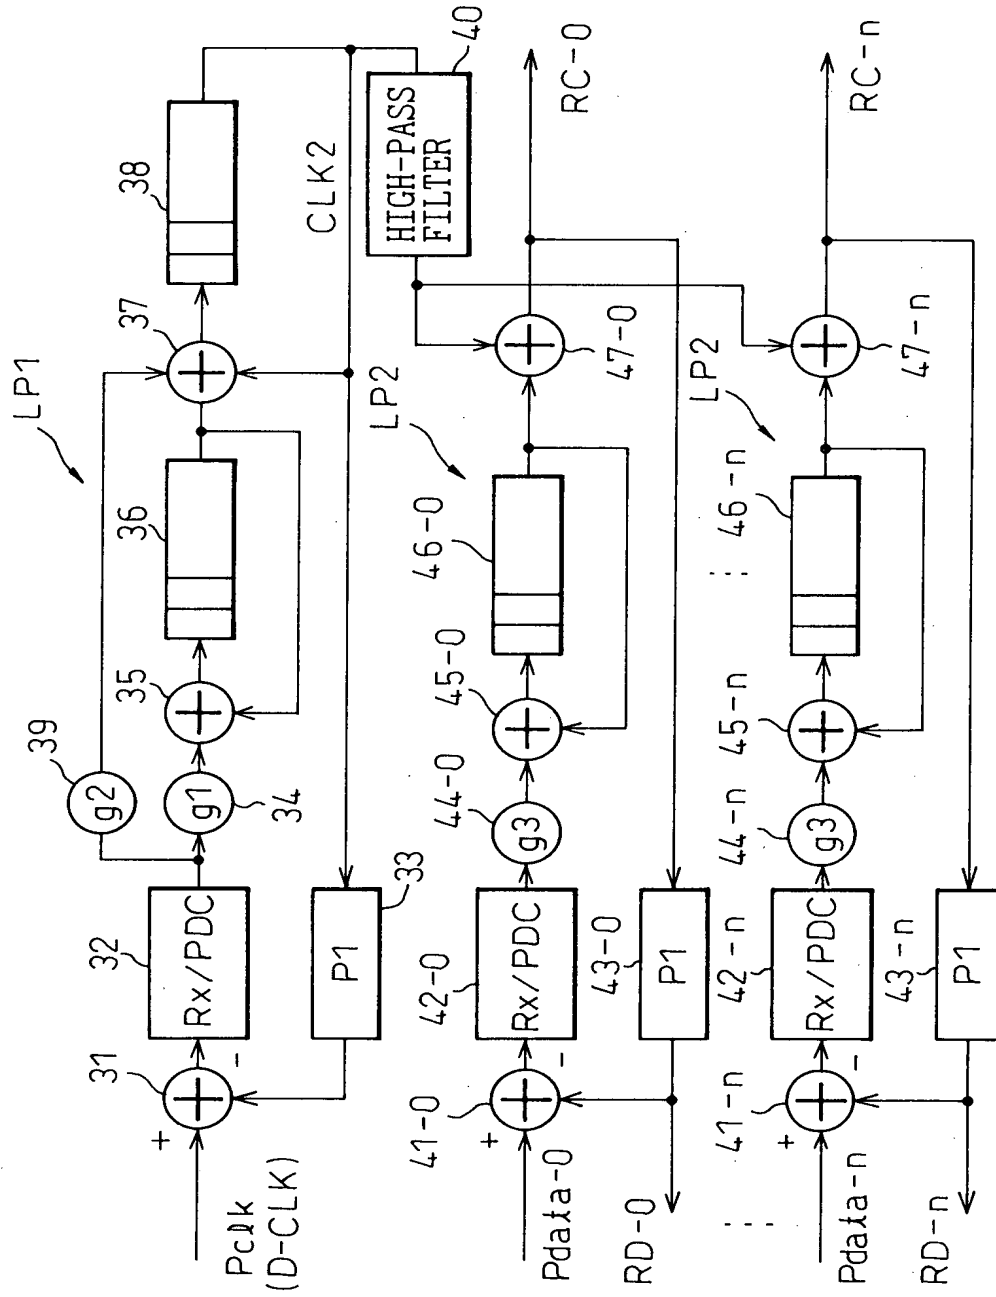 LP1
39
g2
32
Rx/PDC
g1
34
35
36
37
38
31
+
-
Pclk
(D-CLK)
33
P1
CLK2
HIGH-PASS
FILTER
40
LP2
41-0
+
-
Pdata-0
42-0
Rx/PDC
44-0
g3
45-0
46-0
47-0
RC-0
43-0
P1
RD-0
LP2
41-n
+
-
Pdata-n
42-n
Rx/PDC
44-n
g3
45-n
46-n
47-n
RC-n
43-n
P1
RD-n